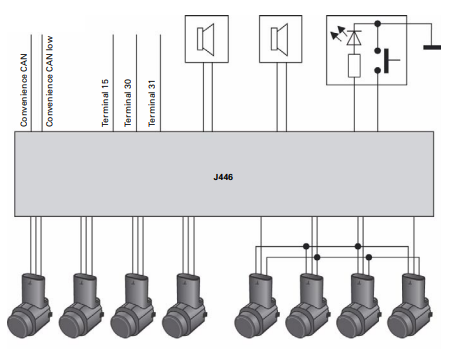 Convenience CAN
Convenience CAN low
Terminal 15
Terminal 30
Terminal 31
J446